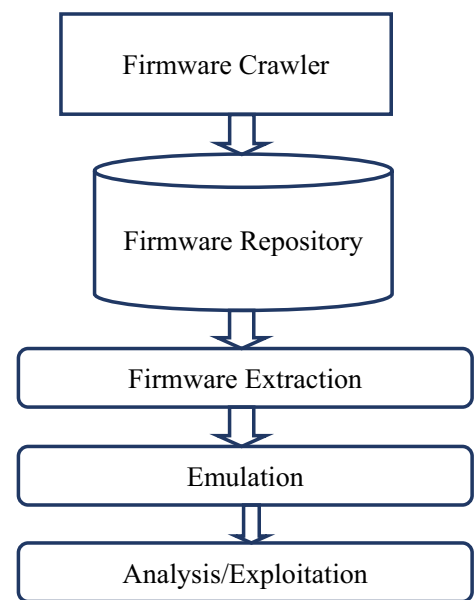 Firmware Crawler
Firmware Repository
Firmware Extraction
Emulation
Analysis/Exploitation